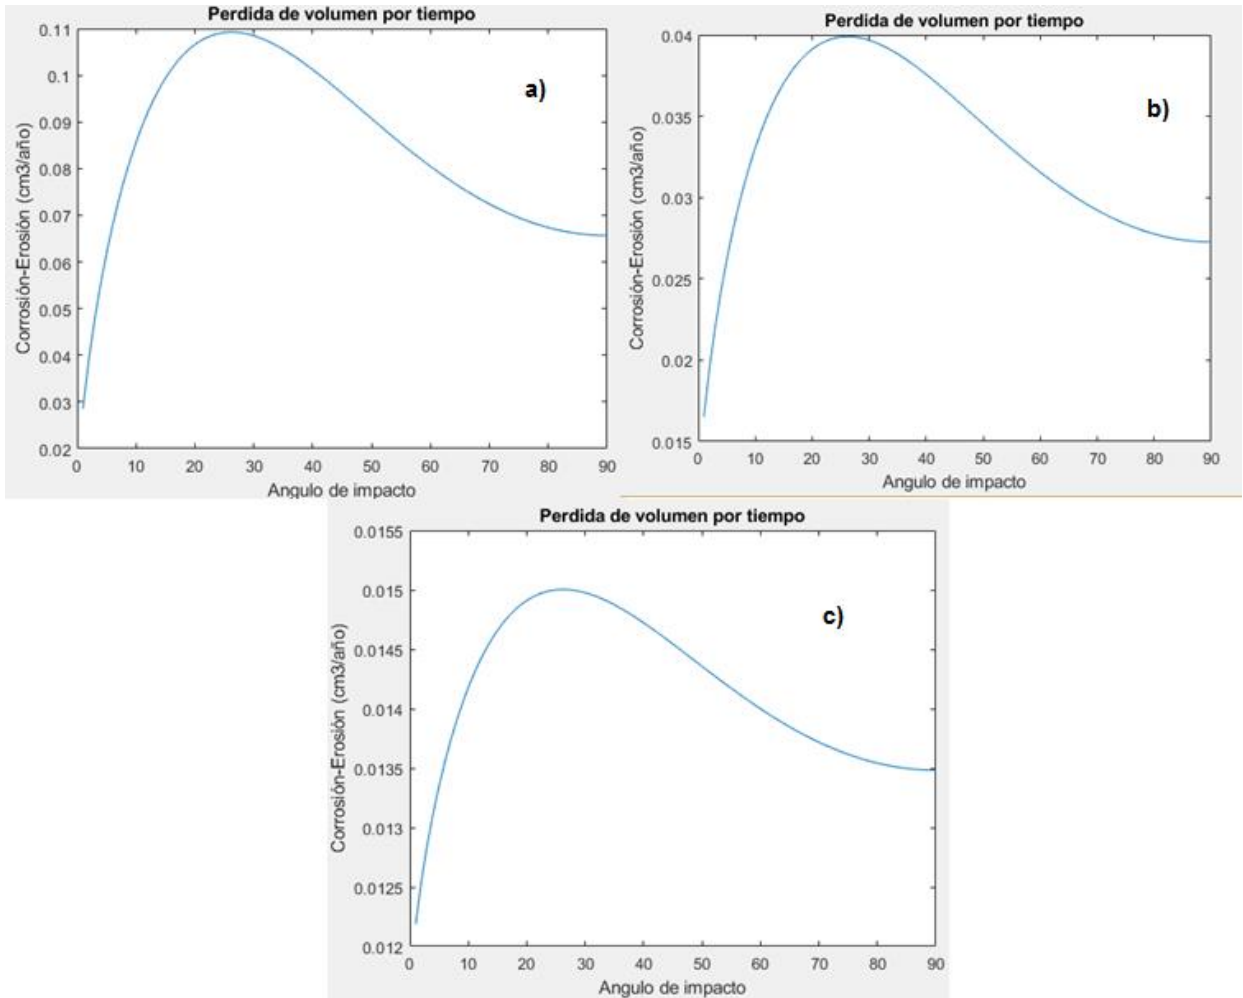 Perdida de volumen por tiempo
0.11
0.1
0.09
0.08
0.07
0.06
0.05
0.04
0.03
0.02
Corrosión-Erosión (cm3/año)
a)
0 10 20 30 40 50 60 70 80 90
Angulo de impacto
Perdida de volumen por tiempo
0.04
0.035
0.03
0.025
0.02
0.015
Corrosión-Erosión (cm3/año)
b)
0 10 20 30 40 50 60 70 80 90
Angulo de impacto
Perdida de volumen por tiempo
0.0155
0.015
0.0145
0.014
0.0135
0.013
0.0125
0.012
Corrosión-Erosión (cm3/año)
c)
0 10 20 30 40 50 60 70 80 90
Angulo de impacto